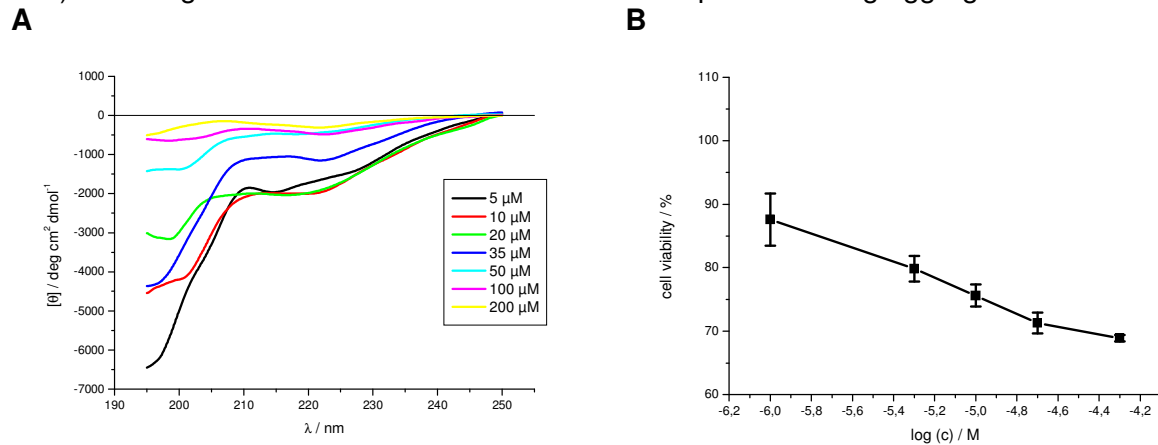 A
B
1000
0
-1000
-2000
-3000
-4000
-5000
-6000
-7000
190
200
210
220
230
240
250
[θ] / deg cm² dmol⁻¹
λ / nm
5 µM
10 µM
20 µM
35 µM
50 µM
100 µM
200 µM
110
100
90
80
70
60
-6,2
-6,0
-5,8
-5,6
-5,4
-5,2
-5,0
-4,8
-4,6
-4,4
-4,2
cell viability / %
log (c) / M